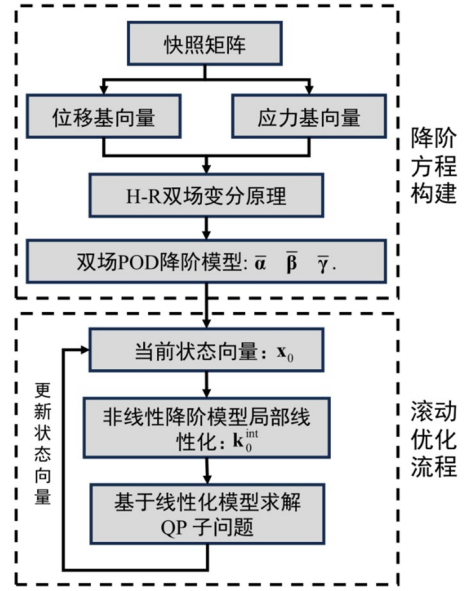 快照矩阵
位移基向量
应力基向量
H-R双场变分原理
双场POD降阶模型: ᾱ β̄ γ̄ .
降阶
方程
构建
当前状态向量：x₀
非线性降阶模型局部线
性化：k₀^int
基于线性化模型求解
QP 子问题
更新状态向量
滚动
优化
流程